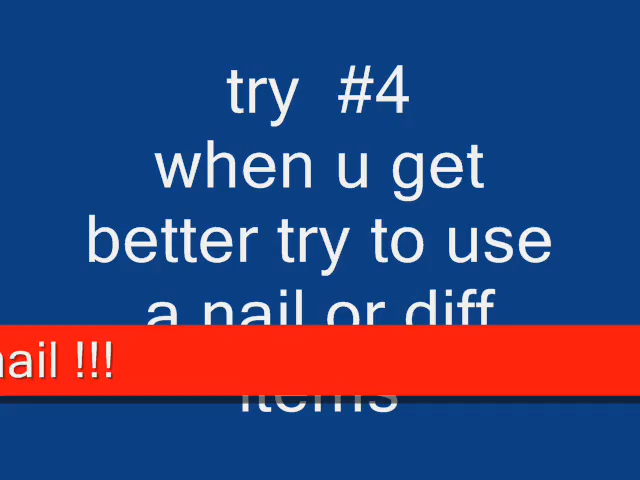 try #4
when u get
better try to use
a nail or diff
nail !!!
items